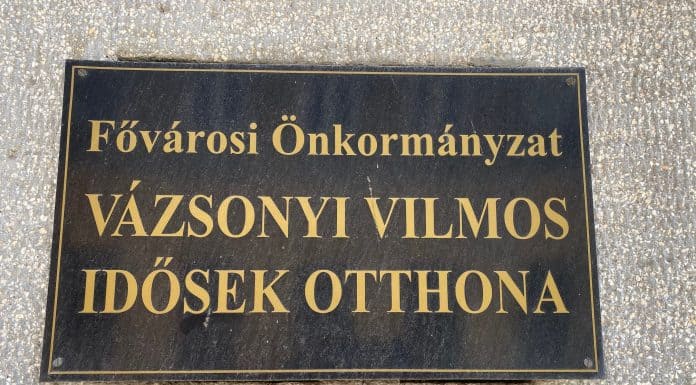 Fővárosi Önkormányzat
VÁZSONYI VILMOS
IDŐSEK OTTHONA